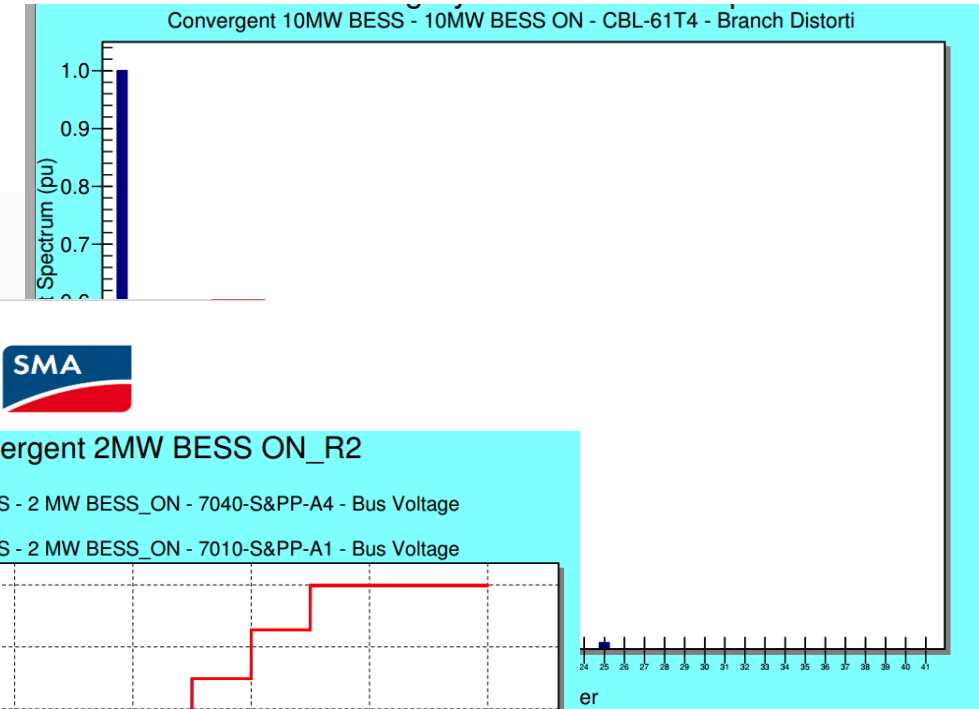 Convergent 10MW BESS - 10MW BESS ON - CBL-61T4 - Branch Distorti
1.0
0.9
0.8
0.7
Spectrum (pu)
SMA
ergent 2MW BESS ON_R2
S - 2 MW BESS_ON - 7040-S&PP-A4 - Bus Voltage
S - 2 MW BESS_ON - 7010-S&PP-A1 - Bus Voltage
24 25 26 27 28 29 30 31 32 33 34 35 36 37 38 39 40 41
er